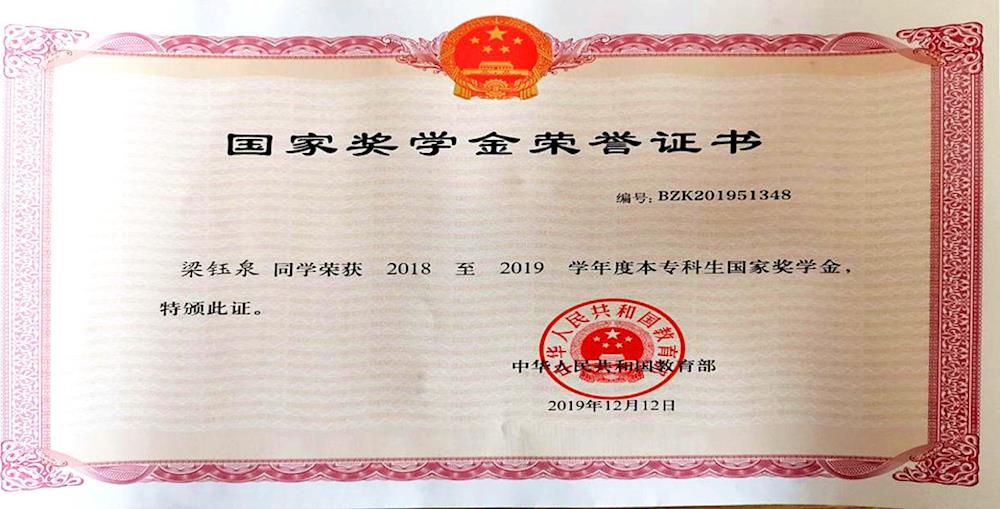 国家奖学金荣誉证书
编号: BZK201951348
梁钰泉 同学荣获 2018 至 2019 学年度本专科生国家奖学金,
特颁此证。
中华人民共和国教育部
中华人民共和国教育部
2019年12月12日